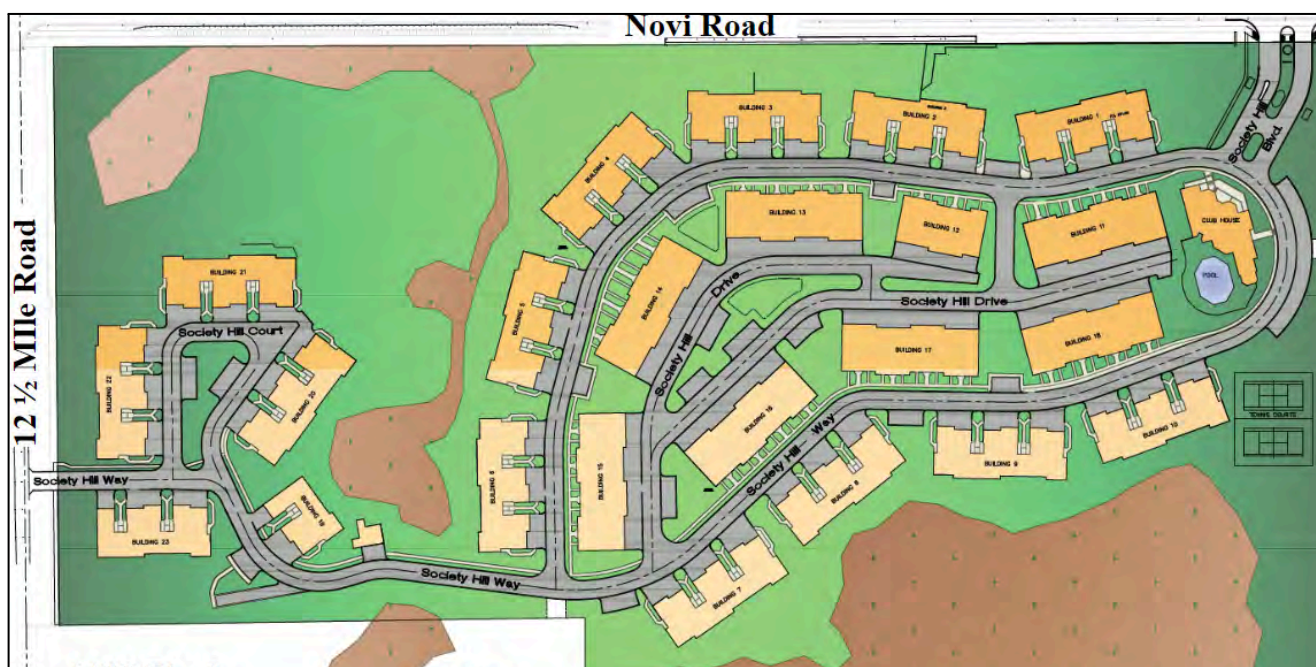 Novi Road
12 ½ MIle Road
Society Hill
Blvd.
BUILDING 3
BUILDING 2
BUILDING 1
BUILDING 4
BUILDING 13
BUILDING 12
BUILDING 11
CLUB HOUSE
POOL
BUILDING 21
BUILDING 5
BUILDING 14
Society Hill
Drive
Society Hill Drive
Society Hill Court
BUILDING 22
BUILDING 20
BUILDING 17
BUILDING 18
BUILDING 16
BUILDING 10
TENNIS COURTS
BUILDING 6
BUILDING 15
Society Hill Way
BUILDING 9
BUILDING 8
Society Hill Way
BUILDING 23
BUILDING 19
Society Hill Way
BUILDING 7